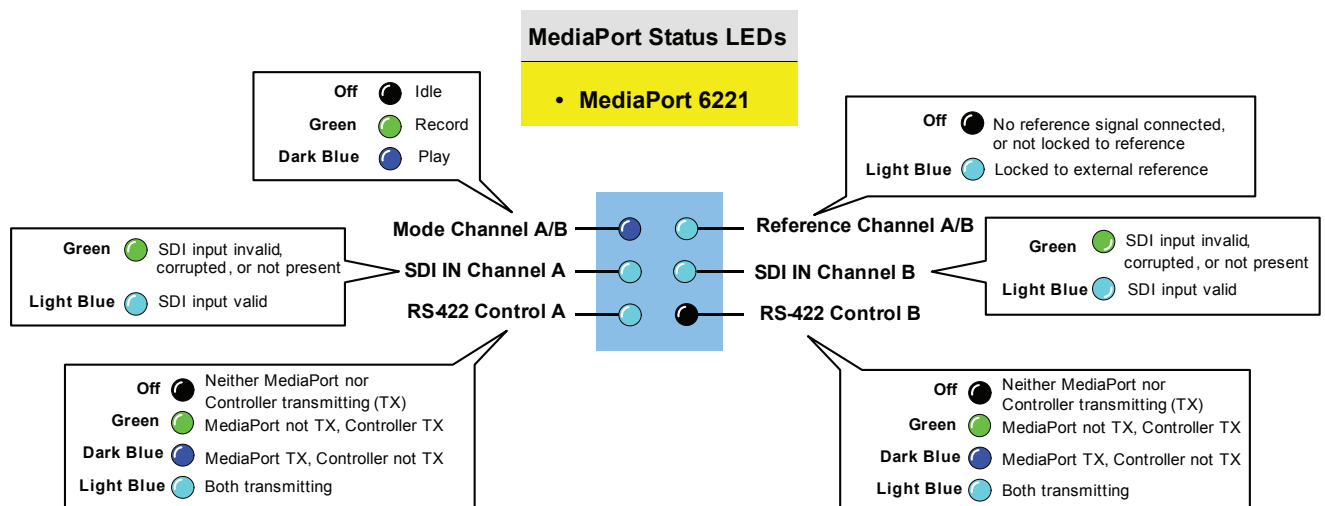 MediaPort Status LEDs
• MediaPort 6221
Off Idle
Green Record
Dark Blue Play
Off No reference signal connected,
or not locked to reference
Light Blue Locked to external reference
Mode Channel A/B
Reference Channel A/B
Green SDI input invalid,
corrupted, or not present
Light Blue SDI input valid
SDI IN Channel A
SDI IN Channel B
Green SDI input invalid,
corrupted, or not present
Light Blue SDI input valid
RS-422 Control A
RS-422 Control B
Off Neither MediaPort nor
Controller transmitting (TX)
Green MediaPort not TX, Controller TX
Dark Blue MediaPort TX, Controller not TX
Light Blue Both transmitting
Off Neither MediaPort nor
Controller transmitting (TX)
Green MediaPort not TX, Controller TX
Dark Blue MediaPort TX, Controller not TX
Light Blue Both transmitting